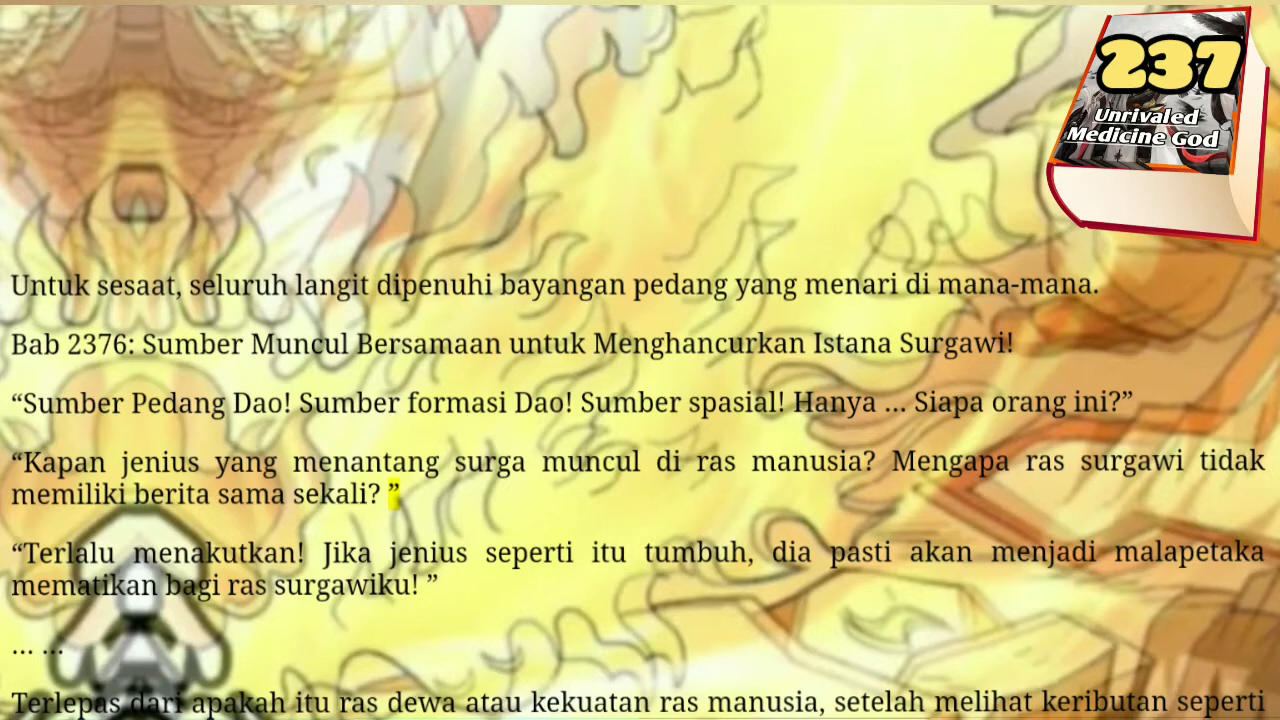 237
Unrivaled
Medicine God
Untuk sesaat, seluruh langit dipenuhi bayangan pedang yang menari di mana-mana.
Bab 2376: Sumber Muncul Bersamaan untuk Menghancurkan Istana Surgawi!
“Sumber Pedang Dao! Sumber formasi Dao! Sumber spasial! Hanya ... Siapa orang ini?”
“Kapan jenius yang menantang surga muncul di ras manusia? Mengapa ras surgawi tidak
memiliki berita sama sekali? ”
“Terlalu menakutkan! Jika jenius seperti itu tumbuh, dia pasti akan menjadi malapetaka
mematikan bagi ras surgawiku! ”
... ...
Terlepas dari apakah itu ras dewa atau kekuatan ras manusia, setelah melihat keributan seperti